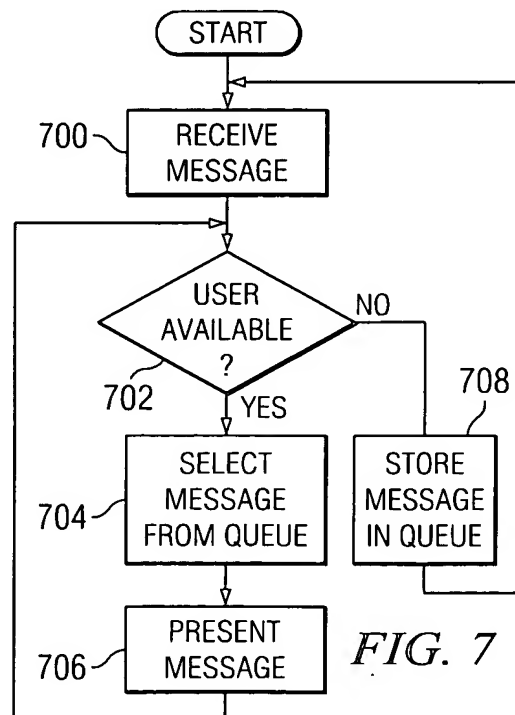 START
700
RECEIVE
MESSAGE
USER
AVAILABLE
?
NO
702
YES
708
704
SELECT
MESSAGE
FROM QUEUE
STORE
MESSAGE
IN QUEUE
706
PRESENT
MESSAGE
FIG. 7